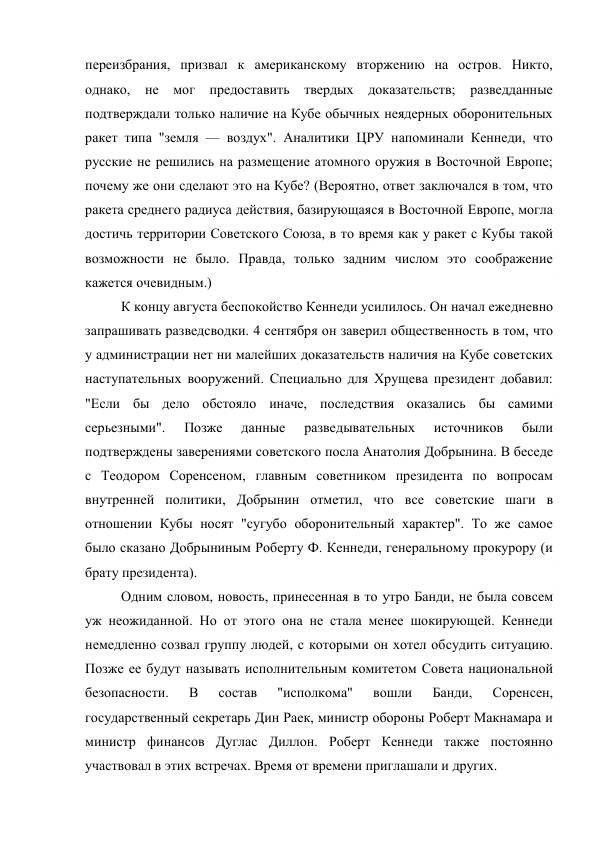 переизбрания, призвал к американскому вторжению на остров. Никто,
однако, не мог предоставить твердых доказательств; разведданные
подтверждали только наличие на Кубе обычных неядерных оборонительных
ракет типа "земля — воздух". Аналитики ЦРУ напоминали Кеннеди, что
русские не решились на размещение атомного оружия в Восточной Европе;
почему же они сделают это на Кубе? (Вероятно, ответ заключался в том, что
ракета среднего радиуса действия, базирующаяся в Восточной Европе, могла
достичь территории Советского Союза, в то время как у ракет с Кубы такой
возможности не было. Правда, только задним числом это соображение
кажется очевидным.)
К концу августа беспокойство Кеннеди усилилось. Он начал ежедневно
запрашивать разведсводки. 4 сентября он заверил общественность в том, что
у администрации нет ни малейших доказательств наличия на Кубе советских
наступательных вооружений. Специально для Хрущева президент добавил:
"Если бы дело обстояло иначе, последствия оказались бы самими
серьезными". Позже данные разведывательных источников были
подтверждены заверениями советского посла Анатолия Добрынина. В беседе
с Теодором Соренсеном, главным советником президента по вопросам
внутренней политики, Добрынин отметил, что все советские шаги в
отношении Кубы носят "сугубо оборонительный характер". То же самое
было сказано Добрыниным Роберту Ф. Кеннеди, генеральному прокурору (и
брату президента).
Одним словом, новость, принесенная в то утро Банди, не была совсем
уж неожиданной. Но от этого она не стала менее шокирующей. Кеннеди
немедленно созвал группу людей, с которыми он хотел обсудить ситуацию.
Позже ее будут называть исполнительным комитетом Совета национальной
безопасности. В состав "исполкома" вошли Банди, Соренсен,
государственный секретарь Дин Раек, министр обороны Роберт Макнамара и
министр финансов Дуглас Диллон. Роберт Кеннеди также постоянно
участвовал в этих встречах. Время от времени приглашали и других.